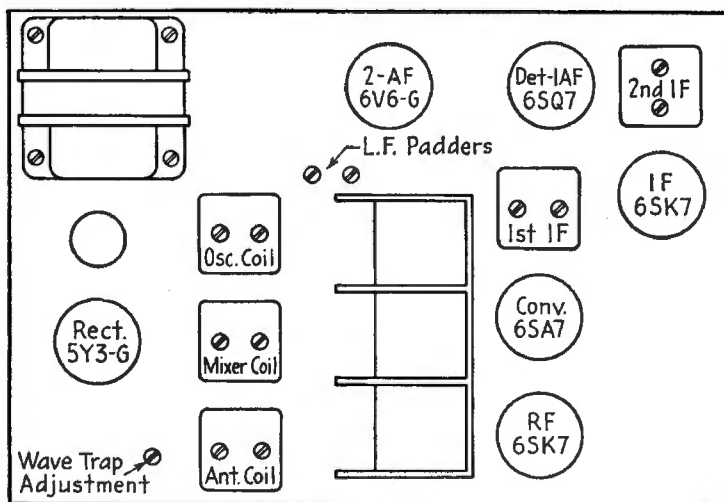 2-AF
6V6-G
Det-1AF
6SQ7
2nd IF
L.F. Padders
IF
6SK7
1st IF
Osc. Coil
Rect.
5Y3-G
Mixer Coil
Conv.
6SA7
RF
6SK7
Wave Trap
Adjustment
Ant. Coil